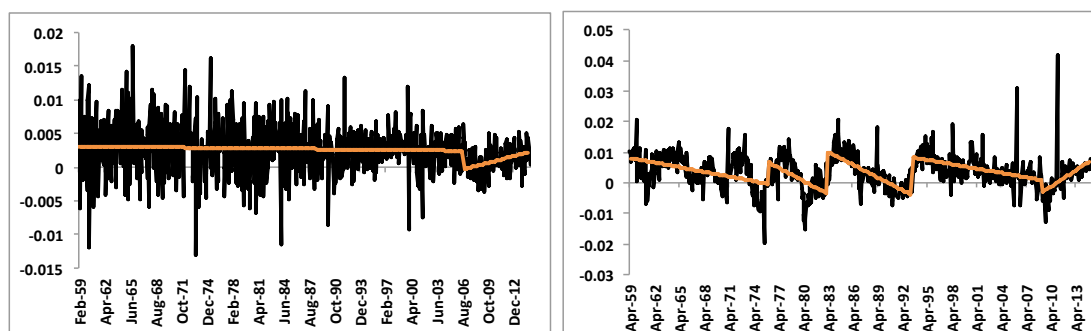 0.02
0.015
0.01
0.005
0
-0.005
-0.01
-0.015
Feb-59
Apr-62
Jun-65
Aug-68
Oct-71
Dec-74
Feb-78
Apr-81
Jun-84
Aug-87
Oct-90
Dec-93
Feb-97
Apr-00
Jun-03
Aug-06
Oct-09
Dec-12
0.05
0.04
0.03
0.02
0.01
0
-0.01
-0.02
-0.03
Apr-59
Apr-62
Apr-65
Apr-68
Apr-71
Apr-74
Apr-77
Apr-80
Apr-83
Apr-86
Apr-89
Apr-92
Apr-95
Apr-98
Apr-01
Apr-04
Apr-07
Apr-10
Apr-13